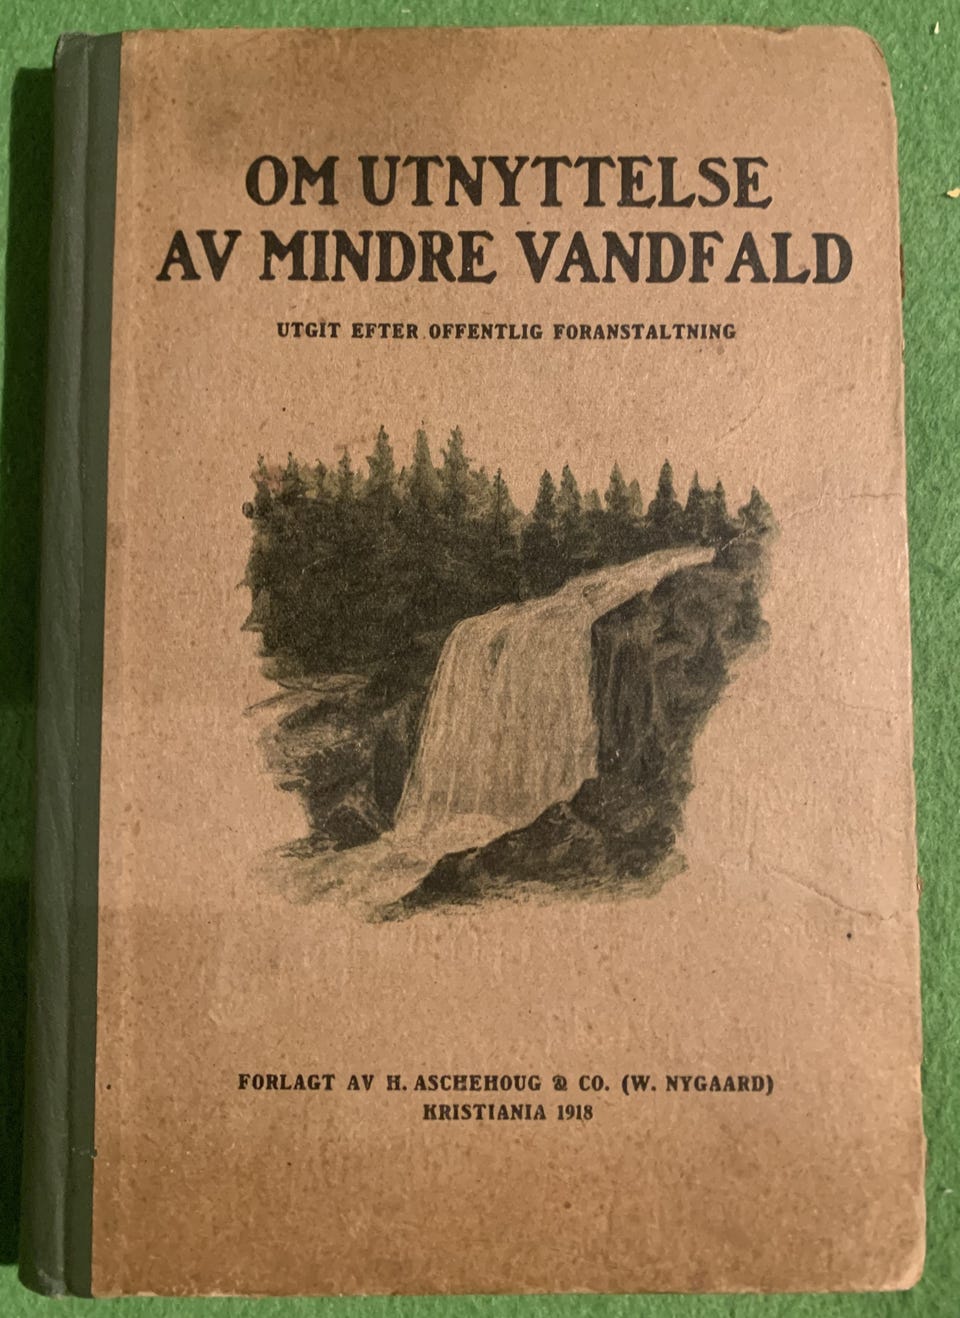 OM UTNYTTELSE
AV MINDRE VANDFALD
UTGIT EFTER OFFENTLIG FORANSTALTNING
FORLAGT AV H. ASCHEHOUG & CO. (W. NYGAARD)
KRISTIANIA 1918